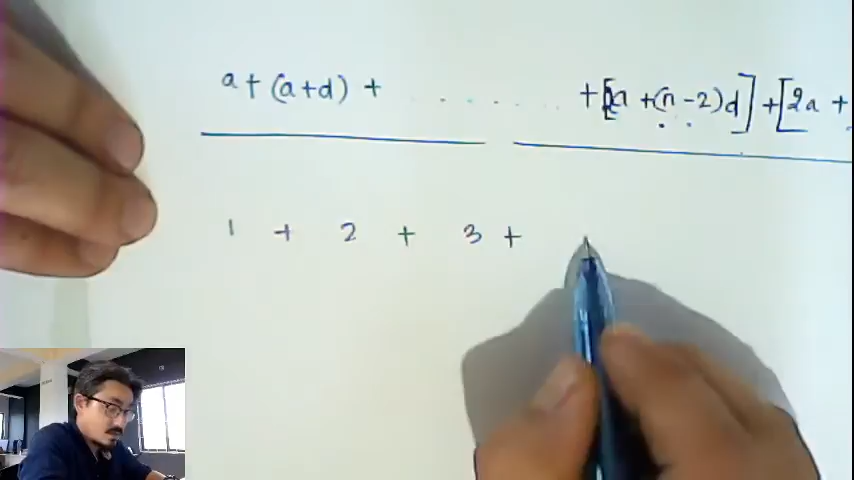 a + (a+d) + . . . . . . + [a + (n-2)d] + [2a +
1 + 2 + 3 +